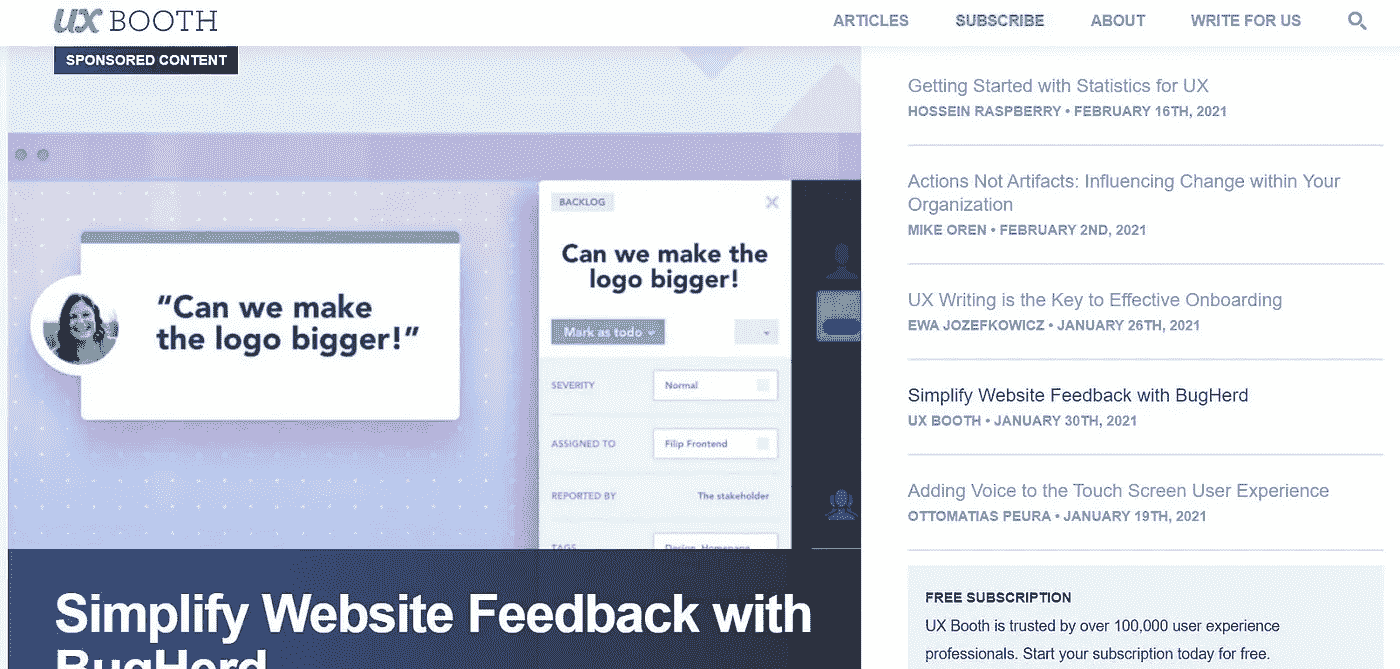 UX BOOTH
ARTICLES
SUBSCRIBE
ABOUT
WRITE FOR US
SPONSORED CONTENT
“Can we make
the logo bigger!”
BACKLOG
Can we make the
logo bigger!
Mark as todo
SEVERITY
Normal
ASSIGNED TO
Filip Frontend
REPORTED BY
The stakeholder
TAGS
Design, Homepage
Simplify Website Feedback with
BugHerd
Getting Started with Statistics for UX
HOSSEIN RASPBERRY • FEBRUARY 16TH, 2021
Actions Not Artifacts: Influencing Change within Your
Organization
MIKE OREN • FEBRUARY 2ND, 2021
UX Writing is the Key to Effective Onboarding
EWA JOZEFKOWICZ • JANUARY 26TH, 2021
Simplify Website Feedback with BugHerd
UX BOOTH • JANUARY 30TH, 2021
Adding Voice to the Touch Screen User Experience
OTTOMATIAS PEURA • JANUARY 19TH, 2021
FREE SUBSCRIPTION
UX Booth is trusted by over 100,000 user experience
professionals. Start your subscription today for free.